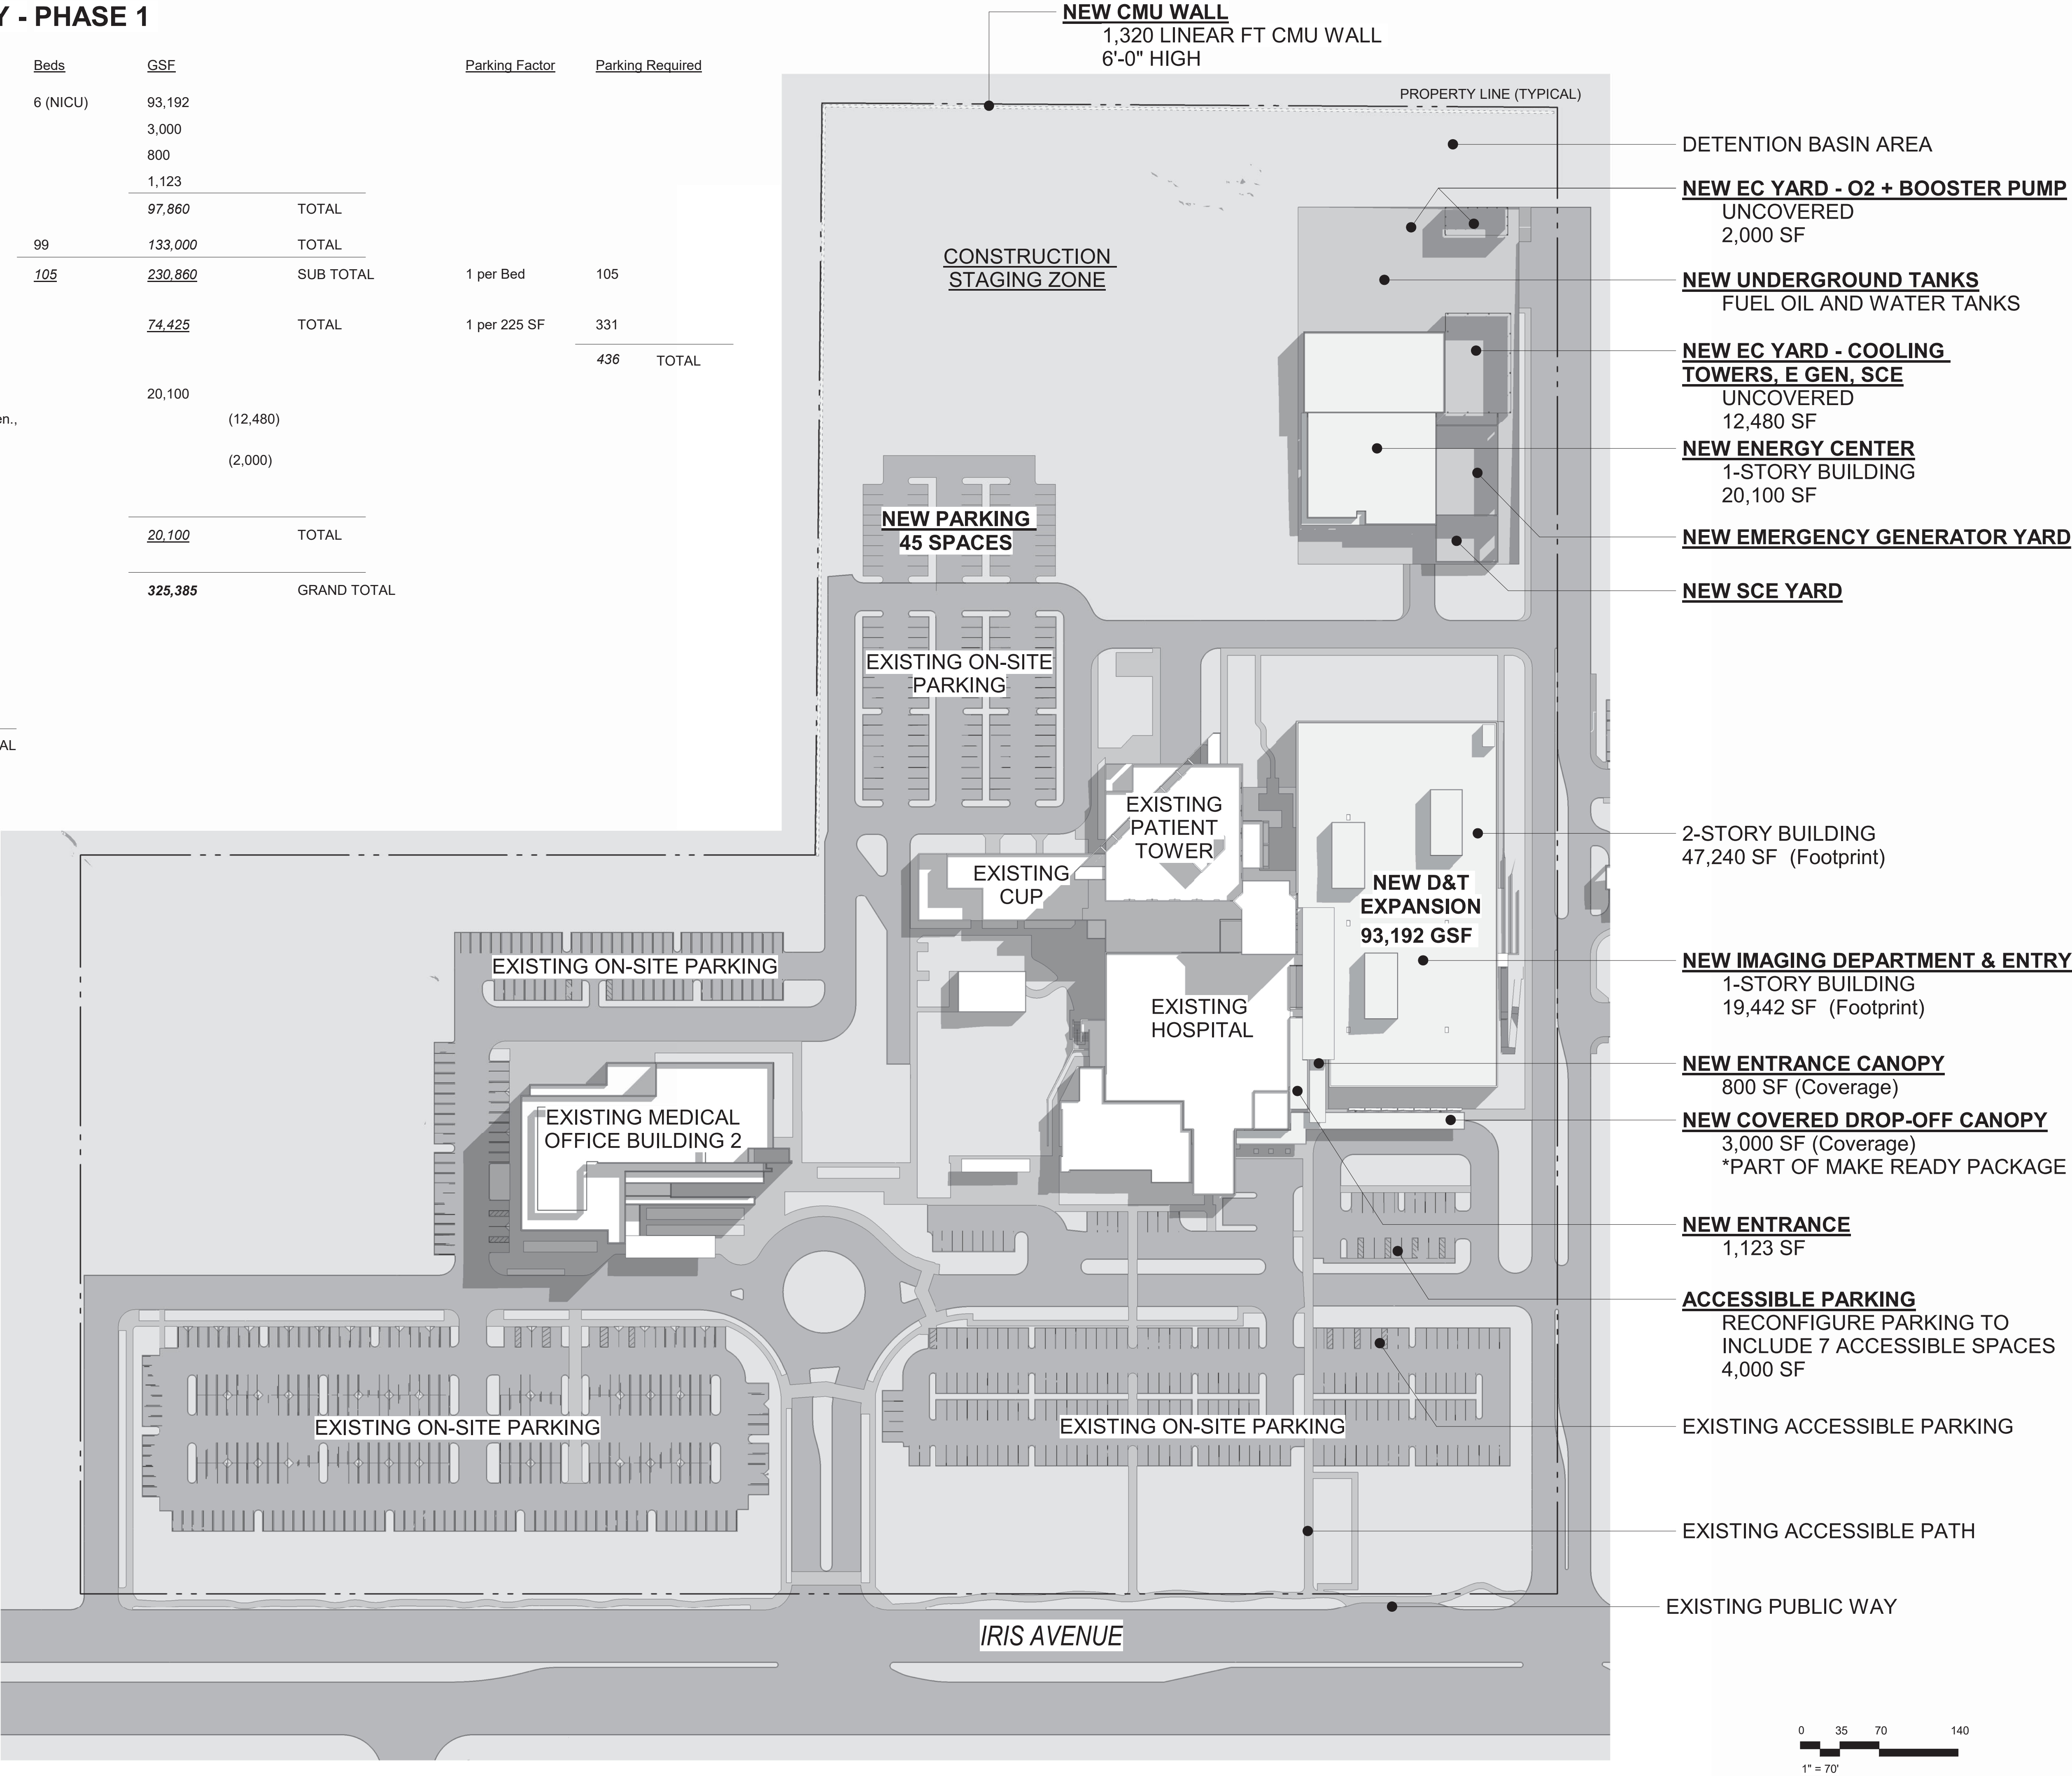 Y - PHASE 1
Beds GSF Parking Factor Parking Required
6 (NICU) 93,192
3,000
800
1,123
97,860 TOTAL
99 133,000 TOTAL
105 230,860 SUB TOTAL 1 per Bed 105
74,425 TOTAL 1 per 225 SF 331
436 TOTAL
20,100
en., (12,480)
(2,000)
20,100 TOTAL
325,385 GRAND TOTAL
AL
NEW CMU WALL
1,320 LINEAR FT CMU WALL
6'-0" HIGH
PROPERTY LINE (TYPICAL)
DETENTION BASIN AREA
NEW EC YARD - O2 + BOOSTER PUMP
UNCOVERED
2,000 SF
NEW UNDERGROUND TANKS
FUEL OIL AND WATER TANKS
NEW EC YARD - COOLING
TOWERS, E GEN, SCE
UNCOVERED
12,480 SF
NEW ENERGY CENTER
1-STORY BUILDING
20,100 SF
NEW EMERGENCY GENERATOR YARD
NEW SCE YARD
2-STORY BUILDING
47,240 SF (Footprint)
NEW IMAGING DEPARTMENT & ENTRY
1-STORY BUILDING
19,442 SF (Footprint)
NEW ENTRANCE CANOPY
800 SF (Coverage)
NEW COVERED DROP-OFF CANOPY
3,000 SF (Coverage)
*PART OF MAKE READY PACKAGE
NEW ENTRANCE
1,123 SF
ACCESSIBLE PARKING
RECONFIGURE PARKING TO
INCLUDE 7 ACCESSIBLE SPACES
4,000 SF
EXISTING ACCESSIBLE PARKING
EXISTING ACCESSIBLE PATH
EXISTING PUBLIC WAY
CONSTRUCTION
STAGING ZONE
NEW PARKING
45 SPACES
EXISTING ON-SITE
PARKING
EXISTING
PATIENT
TOWER
EXISTING
CUP
NEW D&T
EXPANSION
93,192 GSF
EXISTING ON-SITE PARKING
EXISTING
HOSPITAL
EXISTING MEDICAL
OFFICE BUILDING 2
EXISTING ON-SITE PARKING
EXISTING ON-SITE PARKING
IRIS AVENUE
0 35 70 140
1" = 70'